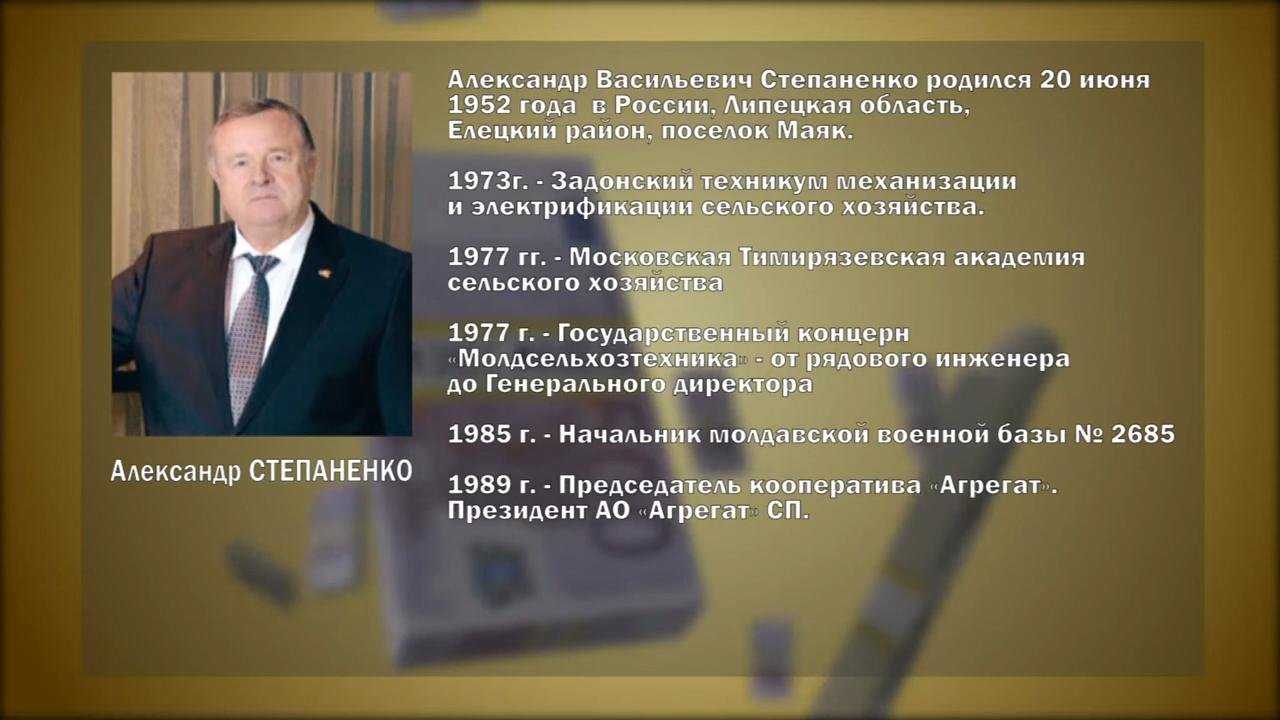 Александр Васильевич Степаненко родился 20 июня
1952 года в России, Липецкая область,
Елецкий район, поселок Маяк.
1973г. - Задонский техникум механизации
и электрификации сельского хозяйства.
1977 гг. - Московская Тимирязевская академия
сельского хозяйства
1977 г. - Государственный концерн
«Молдсельхозтехника» - от рядового инженера
до Генерального директора
1985 г. - Начальник молдавской военной базы № 2685
1989 г. - Председатель кооператива «Агрегат».
Президент АО «Агрегат» СП.
Александр СТЕПАНЕНКО